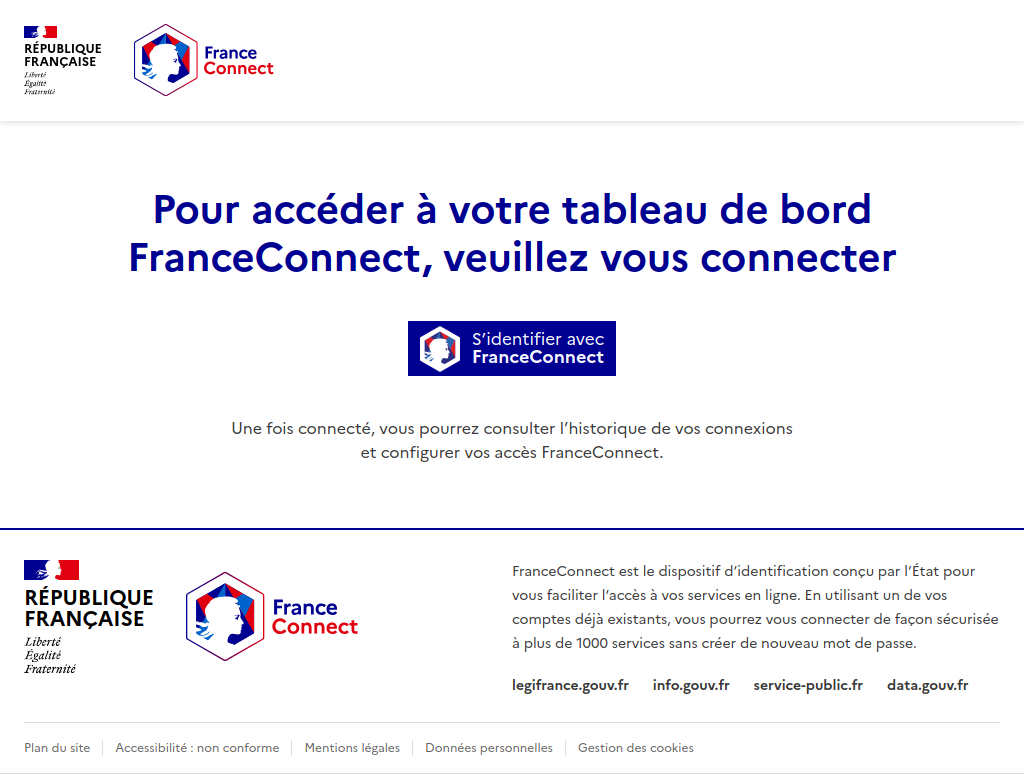 RÉPUBLIQUE
FRANÇAISE
Liberté
Égalité
Fraternité
France
Connect
Pour accéder à votre tableau de bord
FranceConnect, veuillez vous connecter
S’identifier avec
FranceConnect
Une fois connecté, vous pourrez consulter l’historique de vos connexions
et configurer vos accès FranceConnect.
RÉPUBLIQUE
FRANÇAISE
Liberté
Égalité
Fraternité
France
Connect
FranceConnect est le dispositif d’identification conçu par l’État pour
vous faciliter l’accès à vos services en ligne. En utilisant un de vos
comptes déjà existants, vous pourrez vous connecter de façon sécurisée
à plus de 1000 services sans créer de nouveau mot de passe.
legifrance.gouv.fr info.gouv.fr service-public.fr data.gouv.fr
Plan du site Accessibilité : non conforme Mentions légales Données personnelles Gestion des cookies